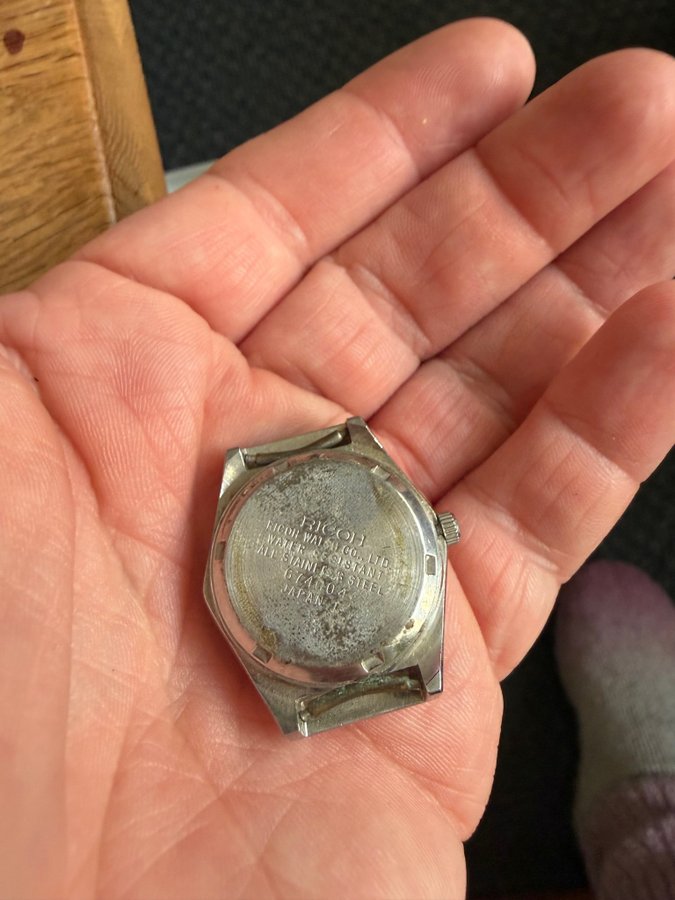 RICOH
RICOH WATCH CO., LTD.
WATER RESISTANT
ALL STAINLESS STEEL
JAPAN